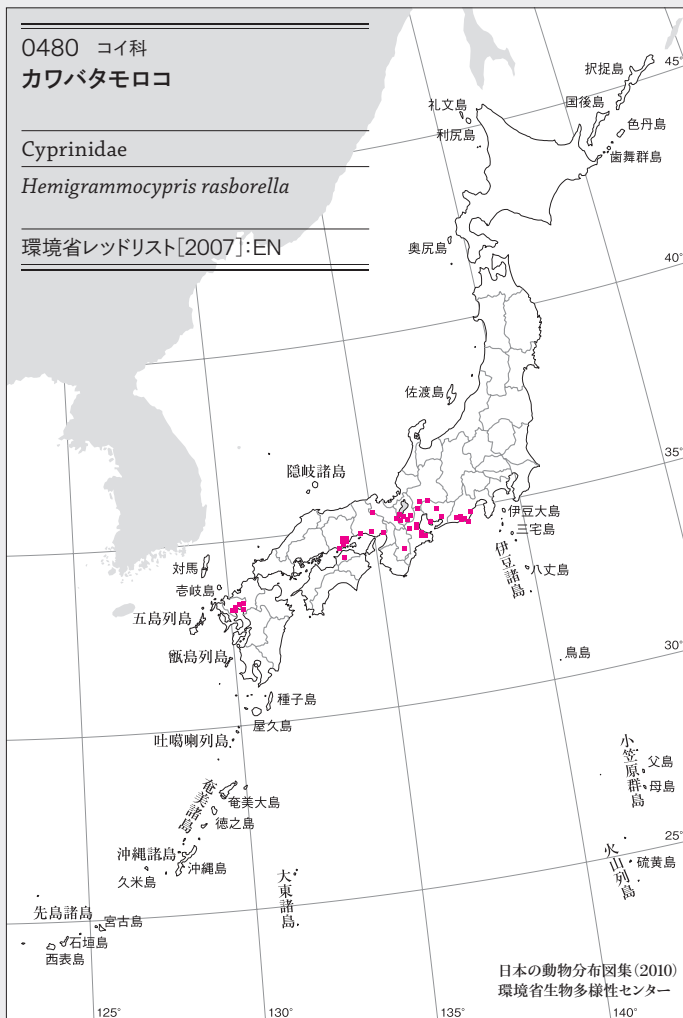 0480 コイ科
カワバタモロコ
Cyprinidae
Hemigrammocypris rasborella
環境省レッドリスト[2007]:EN
択捉島
45°
国後島
礼文島
色丹島
利尻島
歯舞群島
奥尻島
40°
佐渡島
35°
隠岐諸島
伊豆大島
三宅島
伊豆諸島
八丈島
対馬
壱岐島
五島列島
甑島列島
鳥島
30°
種子島
屋久島
吐噶喇列島
小笠原群島
父島
母島
奄美諸島
奄美大島
徳之島
25°
沖縄諸島
沖縄島
久米島
火山列島
硫黄島
大東諸島
先島諸島
宮古島
石垣島
西表島
日本の動物分布図集(2010)
環境省生物多様性センター
125°
130°
135°
140°